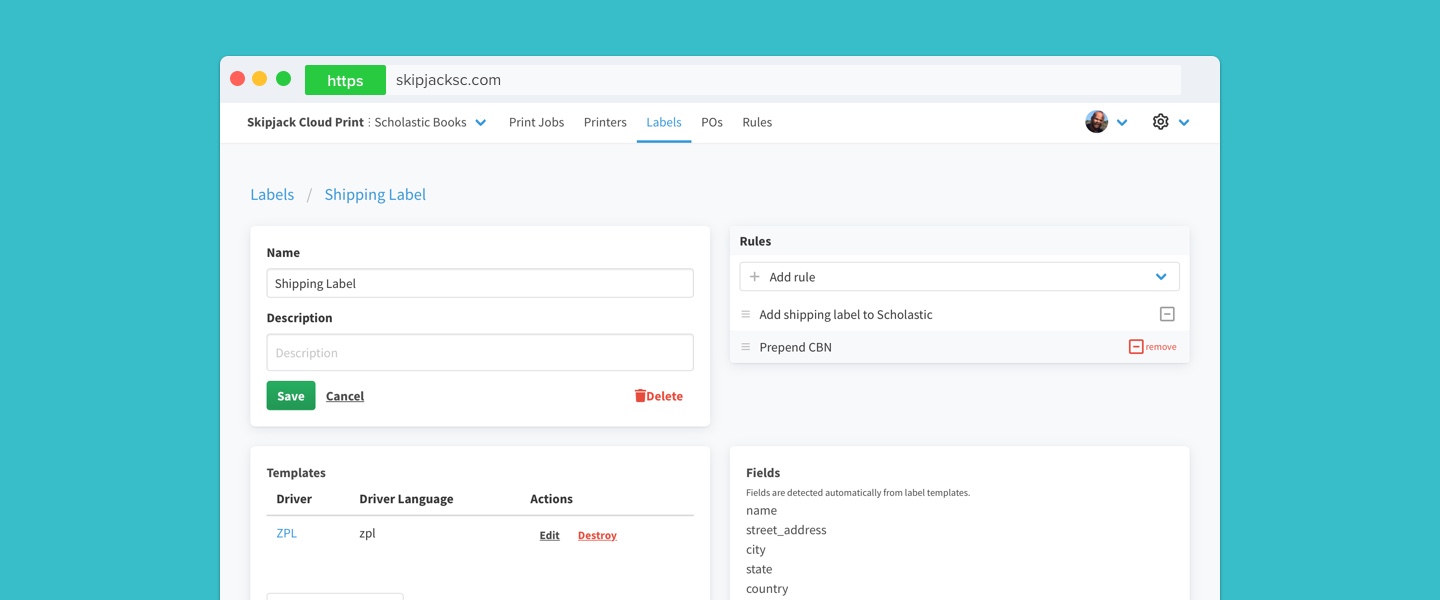 https skipjacksc.com
Skipjack Cloud Print : Scholastic Books Print Jobs Printers Labels POs Rules
Labels / Shipping Label
Name
Shipping Label
Description
Description
Save Cancel Delete
Rules
+ Add rule
Add shipping label to Scholastic
Prepend CBN remove
Templates
Driver Driver Language Actions
ZPL zpl Edit Destroy
Fields
Fields are detected automatically from label templates.
name
street_address
city
state
country